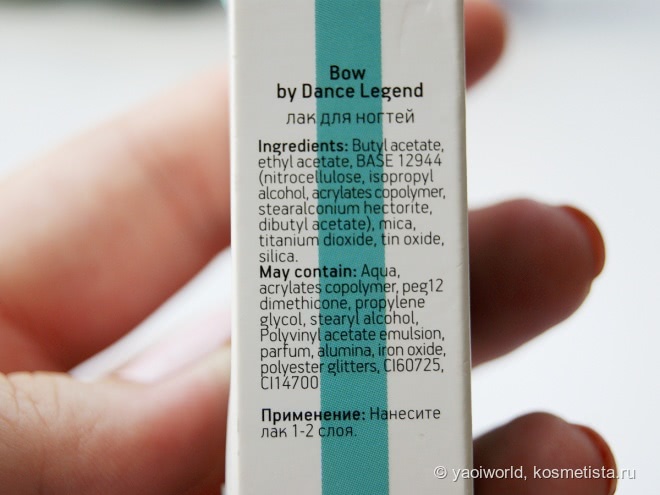 Bow
by Dance Legend
лак для ногтей
Ingredients: Butyl acetate,
ethyl acetate, BASE 12944
(nitrocellulose, isopropyl
alcohol, acrylates copolymer,
stearalconium hectorite,
dibutyl acetate), mica,
titanium dioxide, tin oxide,
silica.
May contain: Aqua,
acrylates copolymer, peg12
dimethicone, propylene
glycol, stearyl alcohol,
Polyvinyl acetate emulsion,
parfum, alumina, iron oxide,
polyester glitters, CI60725,
CI14700
Применение: Нанесите
лак 1-2 слоя.
© yaoiworld, kosmetista.ru